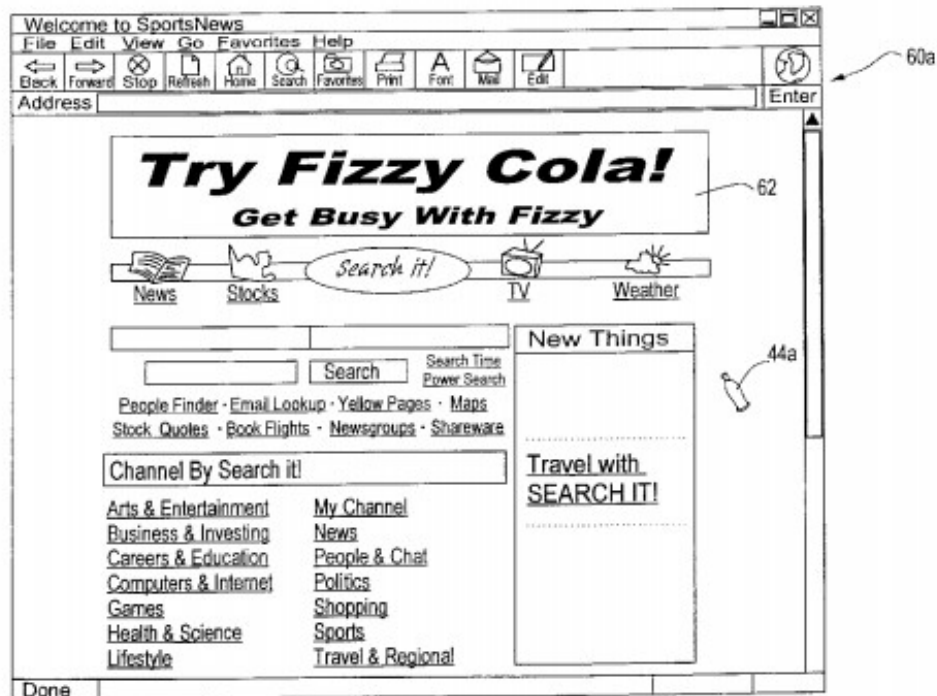 Welcome to SportsNews
File Edit View Go Favorites Help
Back Forward Stop Refresh Home Search Favorites Print Font Mail Edit
60a
Address Enter
Try Fizzy Cola!
Get Busy With Fizzy
62
Search it!
News Stocks TV Weather
New Things
44a
Search Search Time
Power Search
People Finder · Email Lookup · Yellow Pages · Maps
Stock Quotes · Book Flights · Newsgroups · Shareware
Travel with
SEARCH IT!
Channel By Search it!
Arts & Entertainment My Channel
Business & Investing News
Careers & Education People & Chat
Computers & Internet Politics
Games Shopping
Health & Science Sports
Lifestyle Travel & Regional
Done